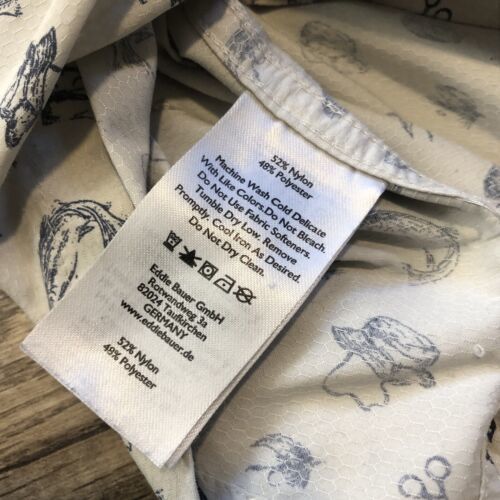 52% Nylon
48% Polyester
Machine Wash Cold Delicate
With Like Colors.Do Not Bleach.
Do Not Use Fabric Softeners.
Tumble Dry Low, Remove
Promptly, Cool Iron As Desired.
Do Not Dry Clean.
Eddie Bauer GmbH
Rotwandweg 3a
82024 Taufkirchen
GERMANY
www.eddiebauer.de
52% Nylon
48% Polyester